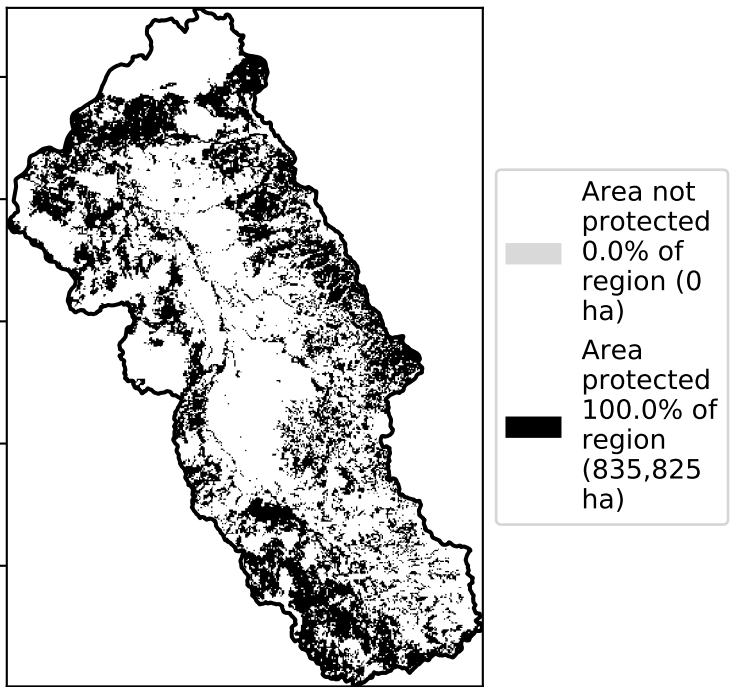 Area not
protected
0.0% of
region (0
ha)
Area
protected
100.0% of
region
(835,825
ha)